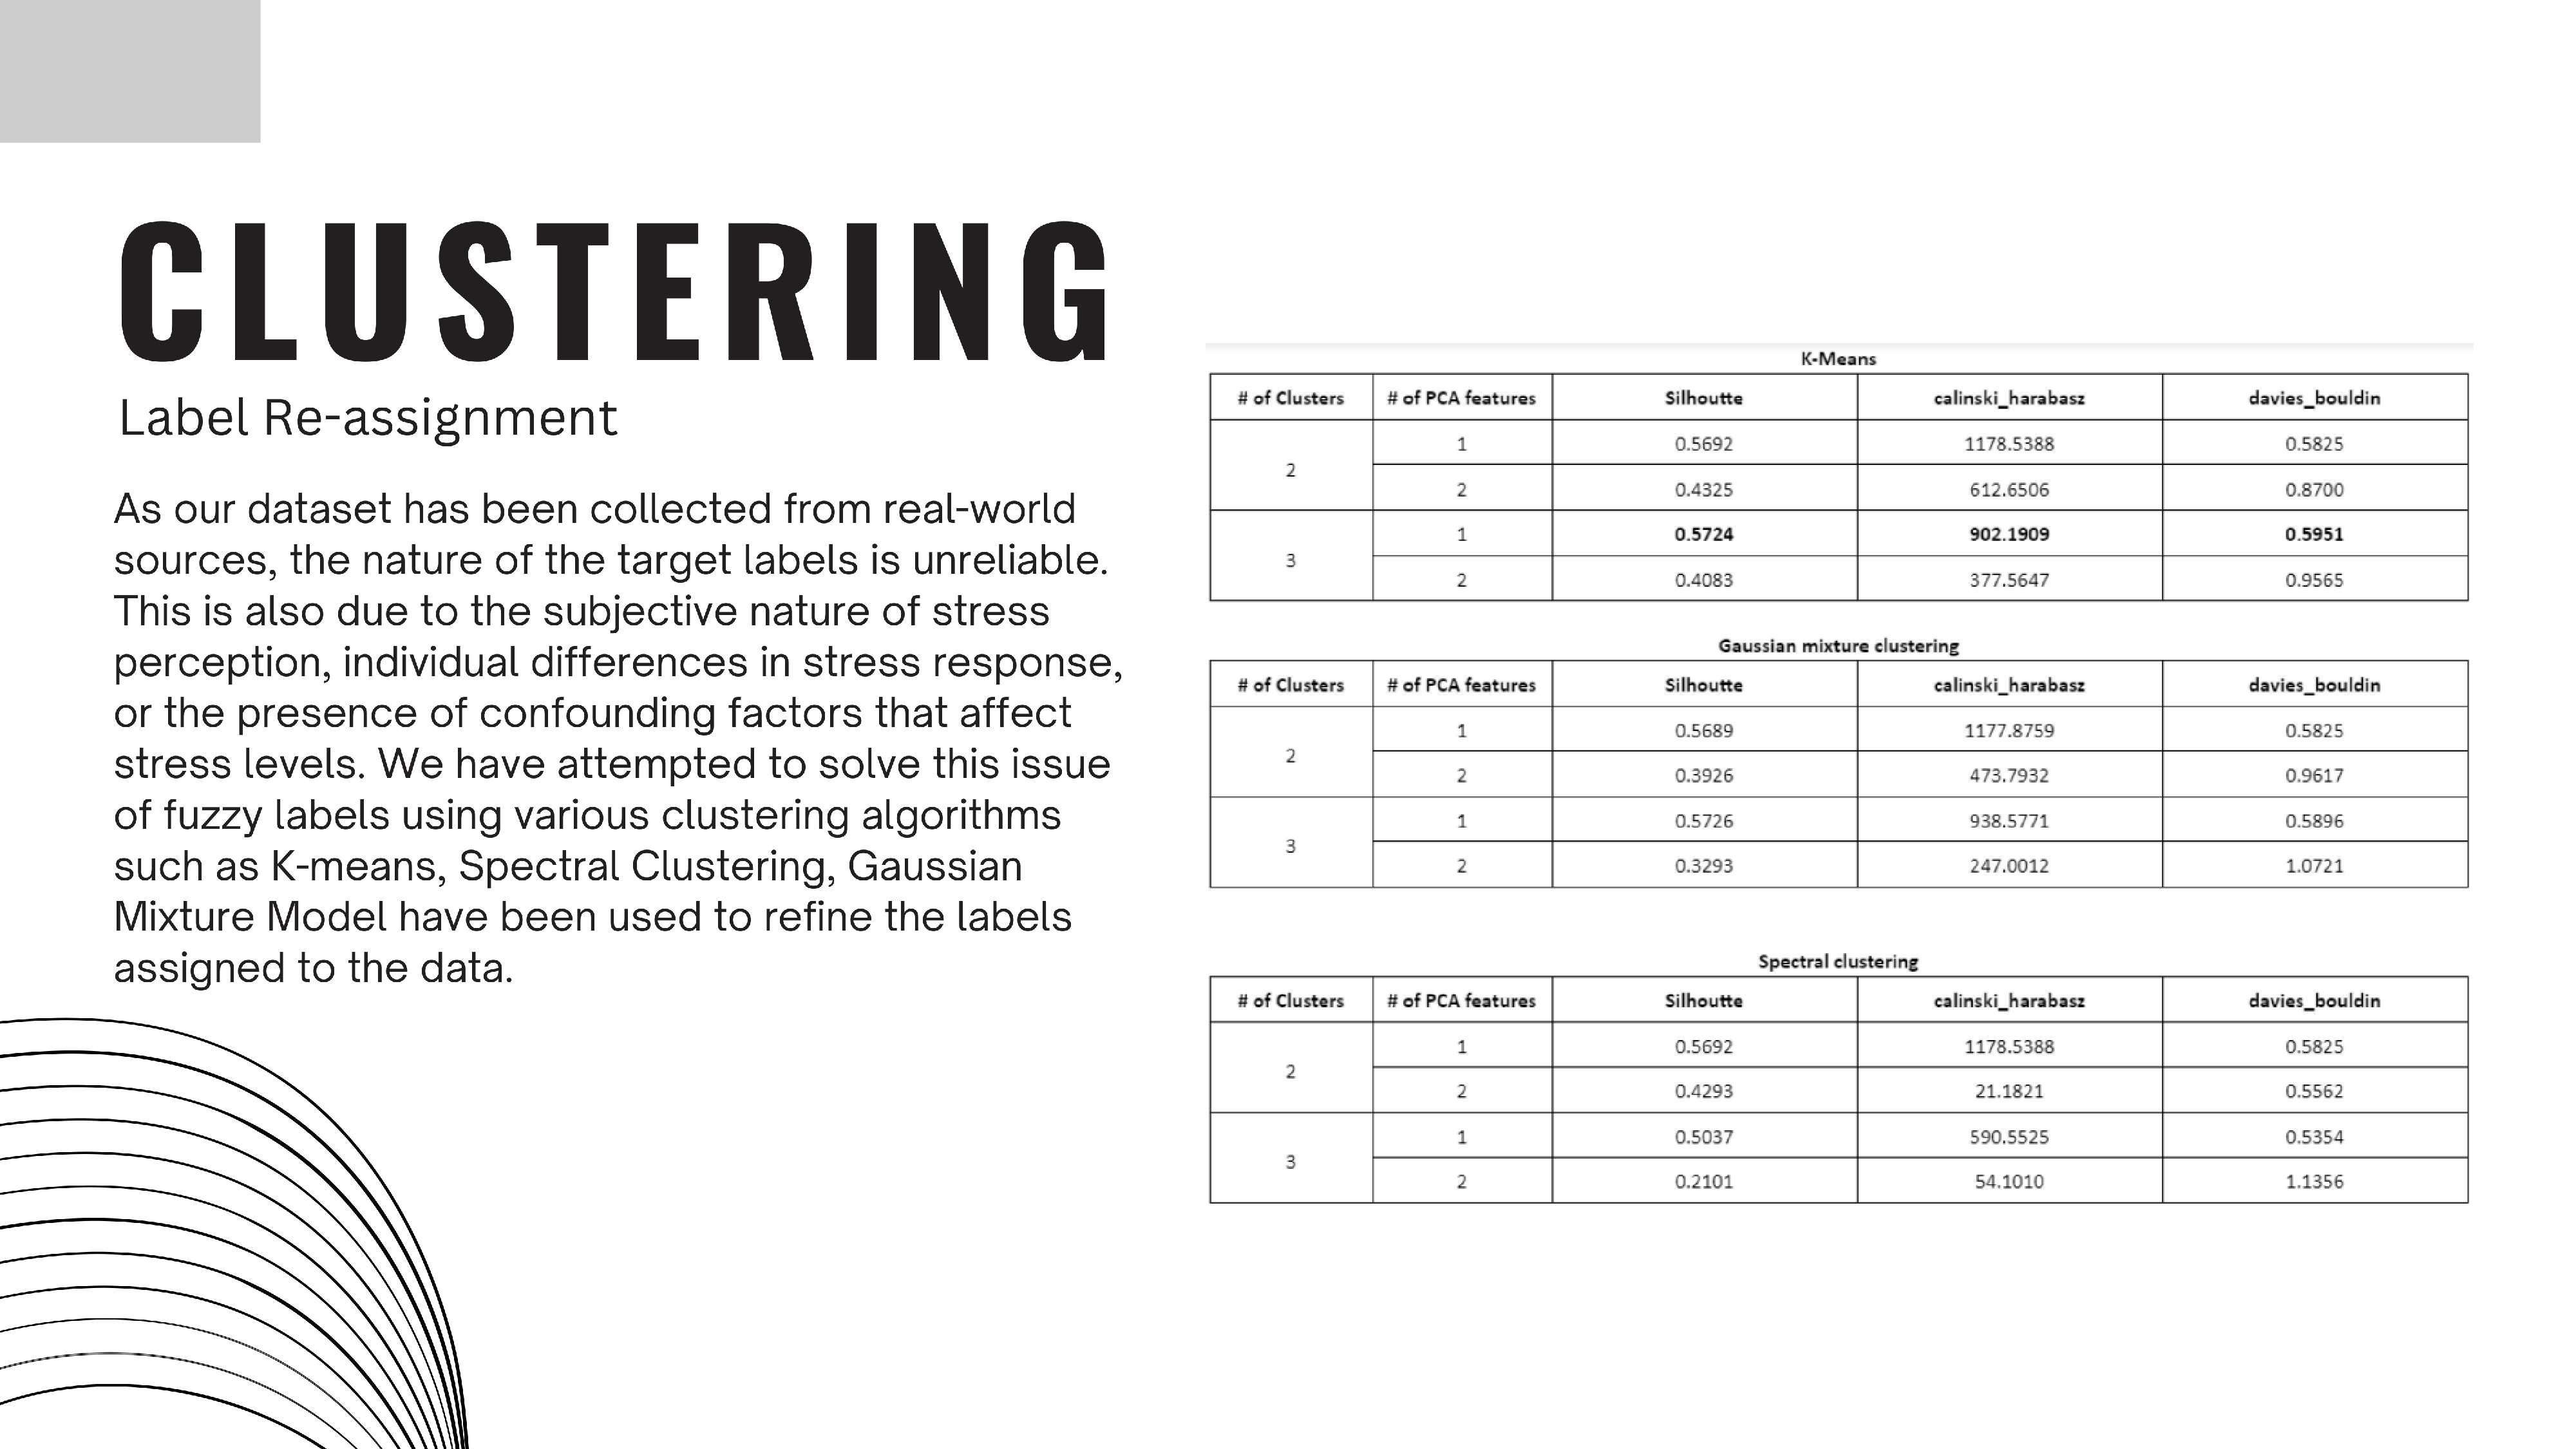 CLUSTERING
Label Re-assignment
As our dataset has been collected from real-world
sources, the nature of the target labels is unreliable.
This is also due to the subjective nature of stress
perception, individual differences in stress response,
or the presence of confounding factors that affect
stress levels. We have attempted to solve this issue
of fuzzy labels using various clustering algorithms
such as K-means, Spectral Clustering, Gaussian
Mixture Model have been used to refine the labels
assigned to the data.
K-Means
# of Clusters # of PCA features Silhoutte calinski_harabasz davies_bouldin
2 1 0.5692 1178.5388 0.5825
2 0.4325 612.6506 0.8700
3 1 0.5724 902.1909 0.5951
2 0.4083 377.5647 0.9565
Gaussian mixture clustering
# of Clusters # of PCA features Silhoutte calinski_harabasz davies_bouldin
2 1 0.5689 1177.8759 0.5825
2 0.3926 473.7932 0.9617
3 1 0.5726 938.5771 0.5896
2 0.3293 247.0012 1.0721
Spectral clustering
# of Clusters # of PCA features Silhoutte calinski_harabasz davies_bouldin
2 1 0.5692 1178.5388 0.5825
2 0.4293 21.1821 0.5562
3 1 0.5037 590.5525 0.5354
2 0.2101 54.1010 1.1356